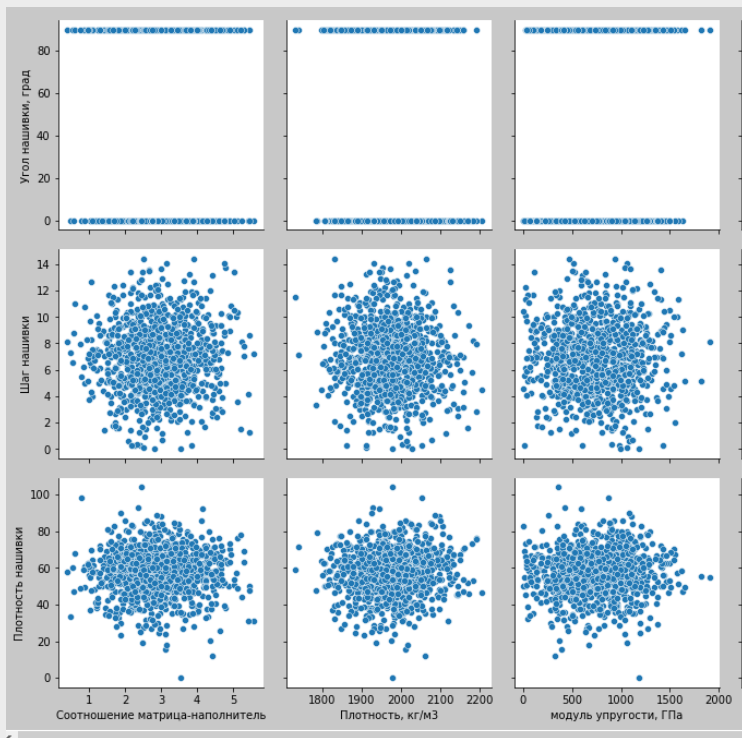 Угол нашивки, град
80
60
40
20
0
Шаг нашивки
14
12
10
8
6
4
2
0
Плотность нашивки
100
80
60
40
20
0
1 2 3 4 5
1800 1900 2000 2100 2200
0 500 1000 1500 2000
Соотношение матрица-наполнитель
Плотность, кг/м3
модуль упругости, ГПа